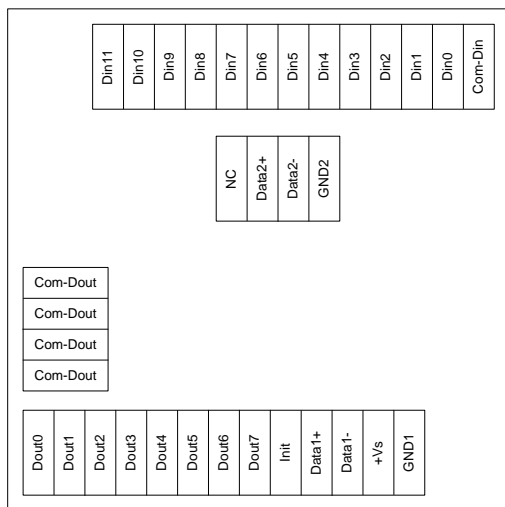 Din11 Din10 Din9 Din8 Din7 Din6 Din5 Din4 Din3 Din2 Din1 Din0 Com-Din
NC Data2+ Data2- GND2
Com-Dout
Com-Dout
Com-Dout
Com-Dout
Dout0 Dout1 Dout2 Dout3 Dout4 Dout5 Dout6 Dout7 Init Data1+ Data1- +Vs GND1